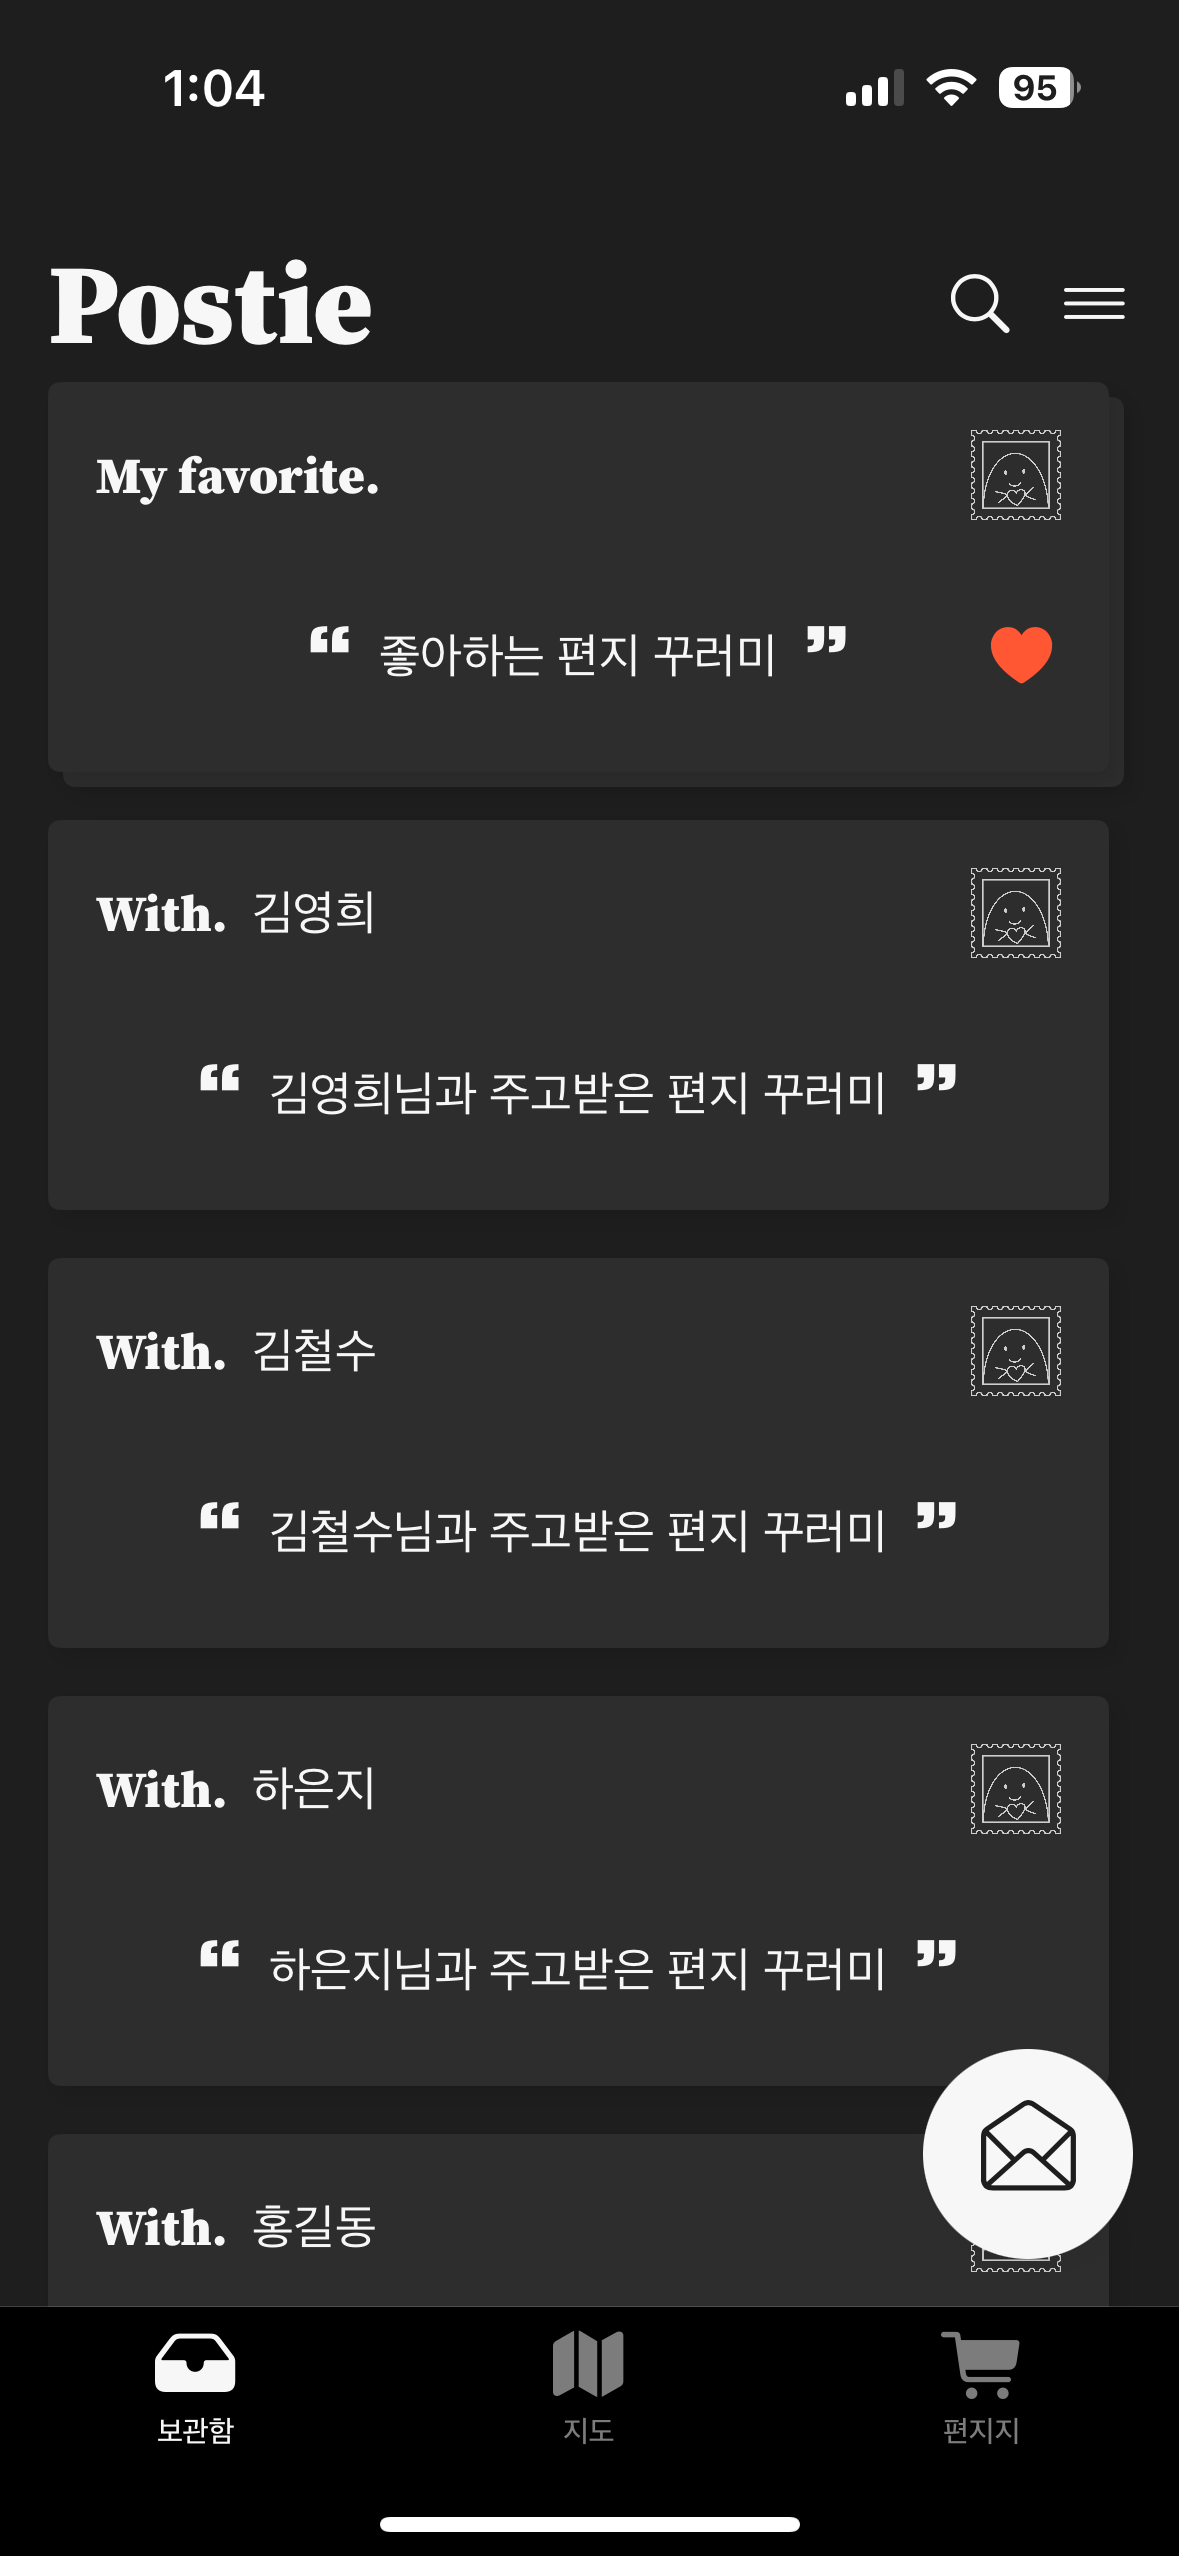 1:04
95
Postie
My favorite.
“ 좋아하는 편지 꾸러미 ”
With. 김영희
“ 김영희님과 주고받은 편지 꾸러미 ”
With. 김철수
“ 김철수님과 주고받은 편지 꾸러미 ”
With. 하은지
“ 하은지님과 주고받은 편지 꾸러미 ”
With. 홍길동
보관함
지도
편지지